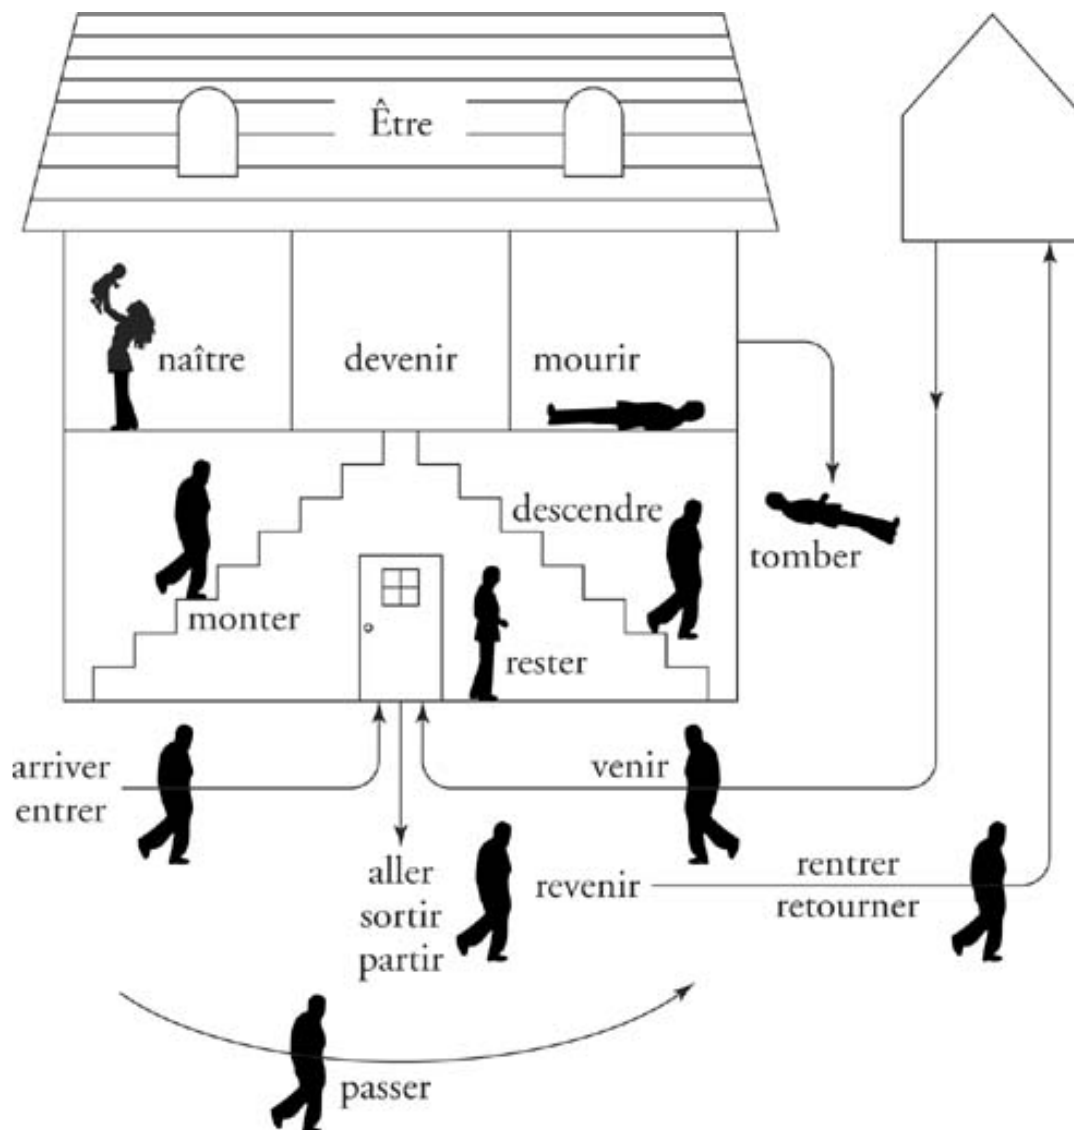 Être
naître
devenir
mourir
descendre
tomber
monter
rester
arriver
entrer
venir
aller
sortir
partir
revenir
rentrer
retourner
passer